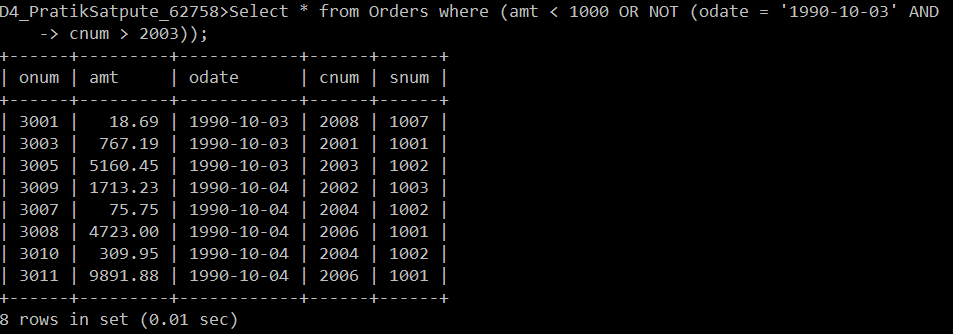 D4_PratikSatpute_62758>Select * from Orders where (amt < 1000 OR NOT (odate = '1990-10-03' AND
    -> cnum > 2003));
+------+---------+------------+------+------+
| onum | amt     | odate      | cnum | snum |
+------+---------+------------+------+------+
| 3001 |   18.69 | 1990-10-03 | 2008 | 1007 |
| 3003 |  767.19 | 1990-10-03 | 2001 | 1001 |
| 3005 | 5160.45 | 1990-10-03 | 2003 | 1002 |
| 3009 | 1713.23 | 1990-10-04 | 2002 | 1003 |
| 3007 |   75.75 | 1990-10-04 | 2004 | 1002 |
| 3008 | 4723.00 | 1990-10-04 | 2006 | 1001 |
| 3010 |  309.95 | 1990-10-04 | 2004 | 1002 |
| 3011 | 9891.88 | 1990-10-04 | 2006 | 1001 |
+------+---------+------------+------+------+
8 rows in set (0.01 sec)